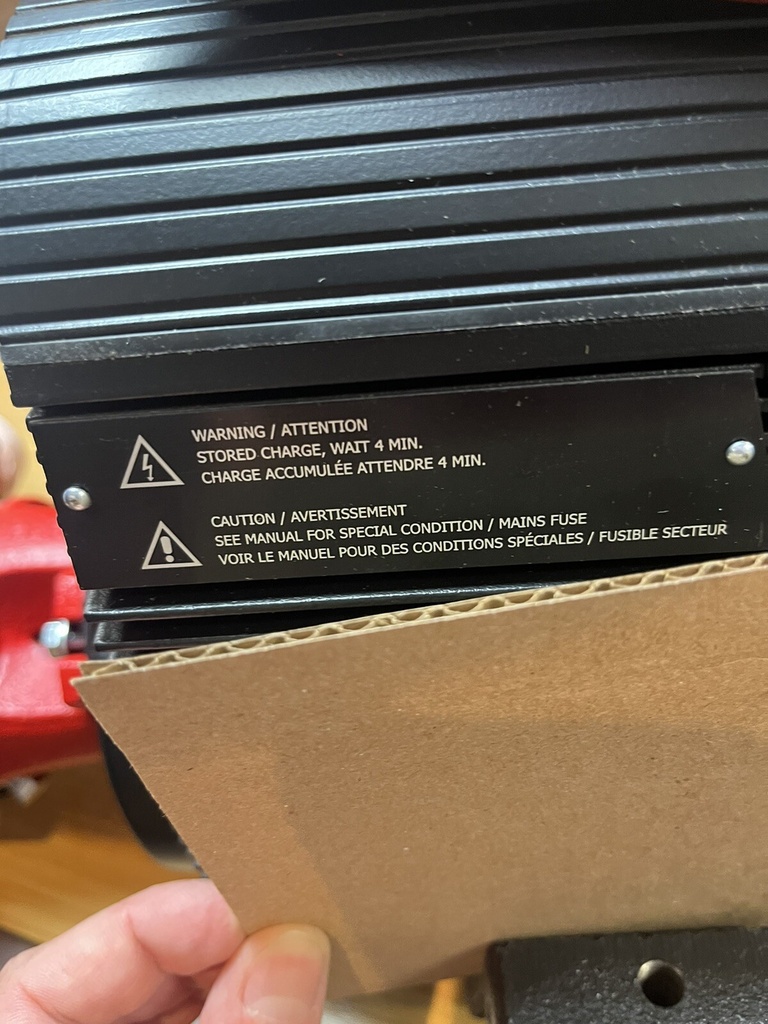 WARNING / ATTENTION
STORED CHARGE, WAIT 4 MIN.
CHARGE ACCUMULÉE ATTENDRE 4 MIN.
CAUTION / AVERTISSEMENT
SEE MANUAL FOR SPECIAL CONDITION / MAINS FUSE
VOIR LE MANUEL POUR DES CONDITIONS SPÉCIALES / FUSIBLE SECTEUR